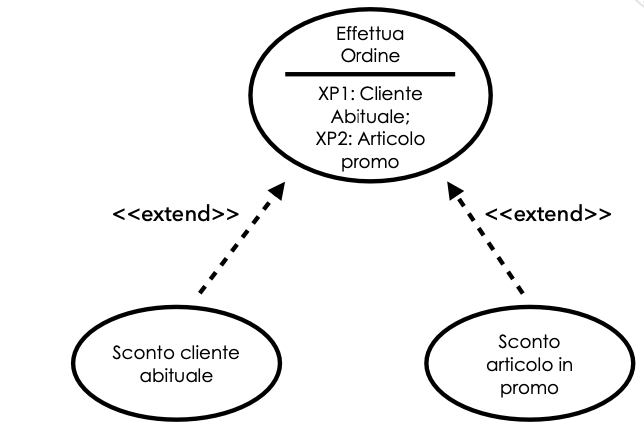 Effettua
Ordine
XP1: Cliente
Abituale;
XP2: Articolo
promo
<<extend>>
<<extend>>
Sconto cliente
abituale
Sconto
articolo in
promo